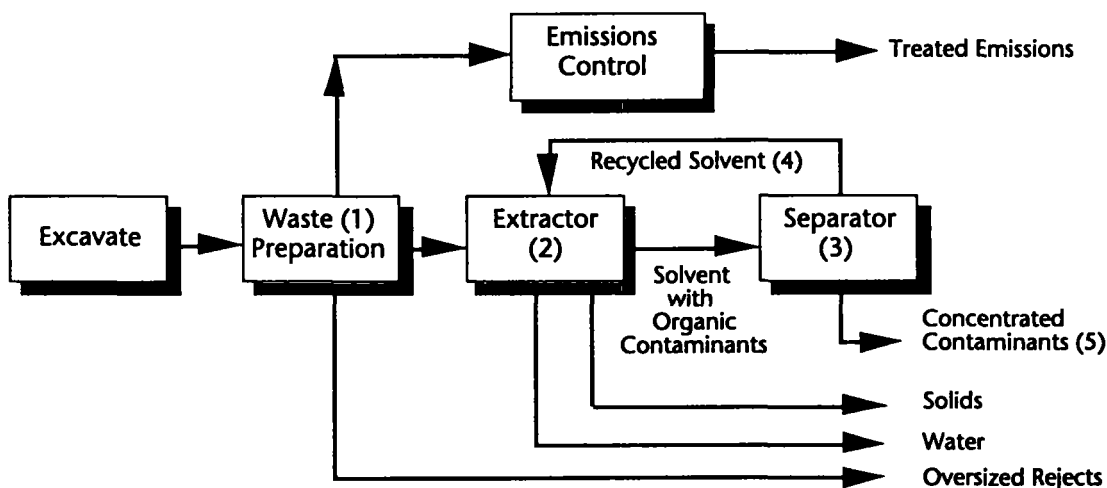 Emissions
Control
Treated Emissions
Recycled Solvent (4)
Excavate
Waste (1)
Preparation
Extractor
(2)
Separator
(3)
Solvent
with
Organic
Contaminants
Concentrated
Contaminants (5)
Solids
Water
Oversized Rejects